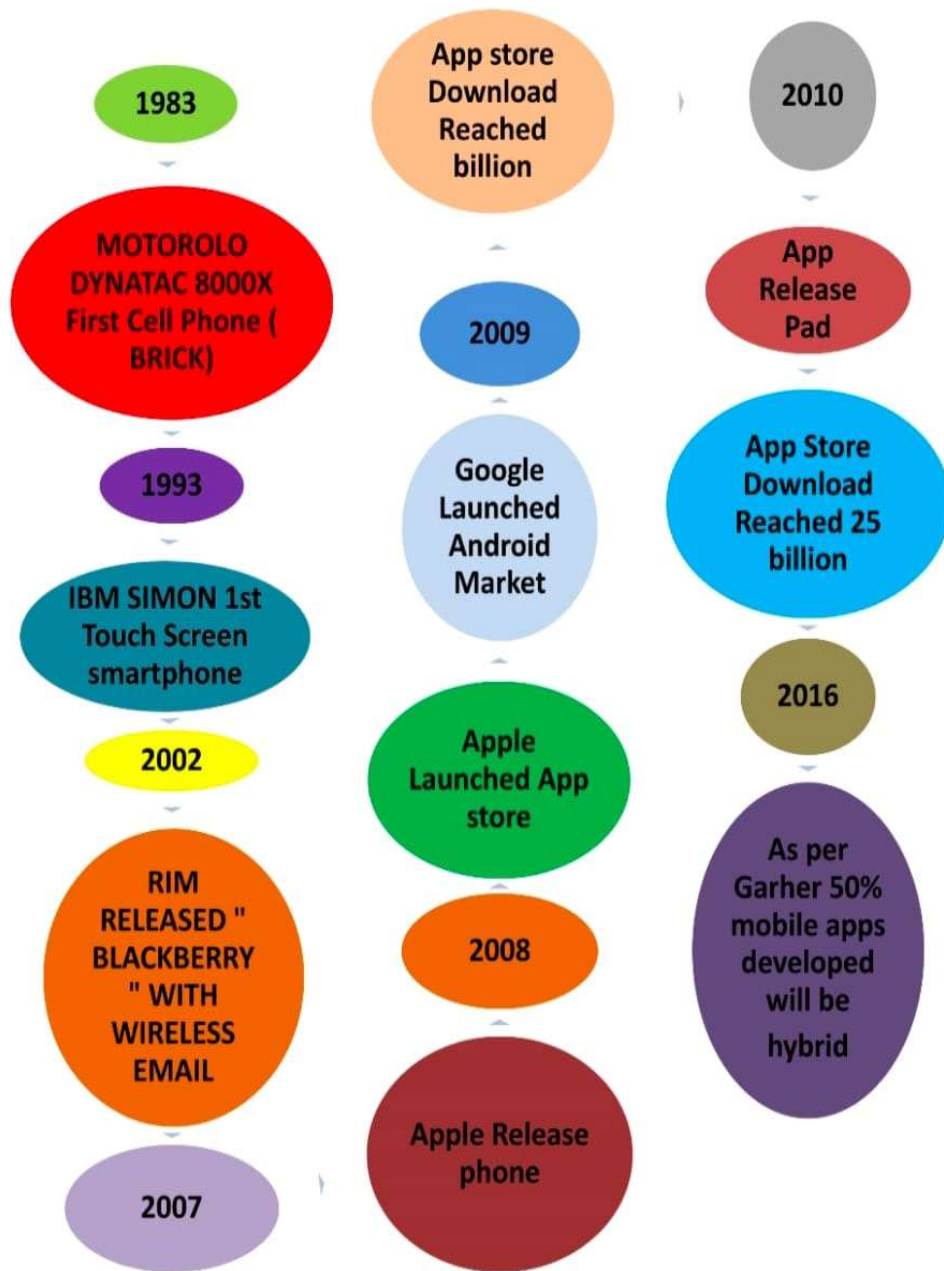 1983
MOTOROLO
DYNATAC 8000X
First Cell Phone (
BRICK)
1993
IBM SIMON 1st
Touch Screen
smartphone
2002
RIM
RELEASED "
BLACKBERRY
" WITH
WIRELESS
EMAIL
2007
Apple Release
phone
2008
Apple
Launched App
store
Google
Launched
Android
Market
2009
App store
Download
Reached
billion
2010
App
Release
Pad
App Store
Download
Reached 25
billion
2016
As per
Garher 50%
mobile apps
developed
will be
hybrid